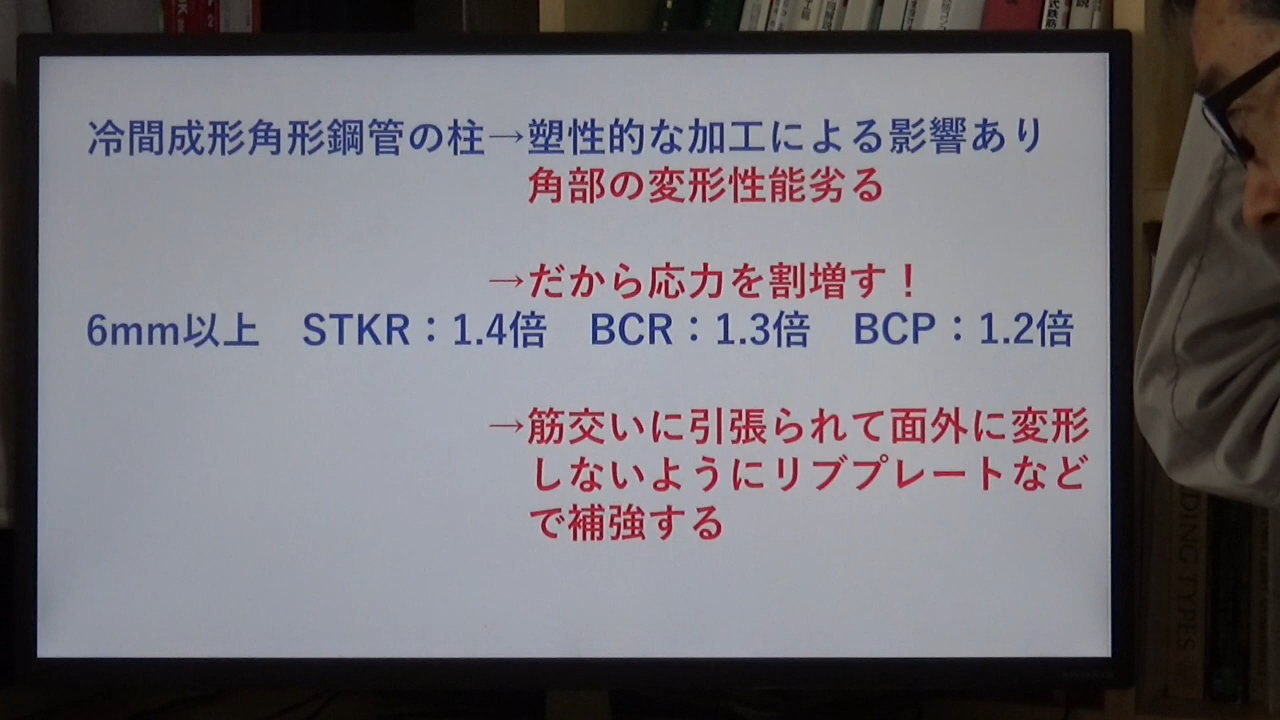 冷間成形角形鋼管の柱→塑性的な加工による影響あり
角部の変形性能劣る
→だから応力を割増す！
6mm以上　STKR：1.4倍　BCR：1.3倍　BCP：1.2倍
→筋交いに引張られて面外に変形
しないようにリブプレートなど
で補強する
DING TYPES